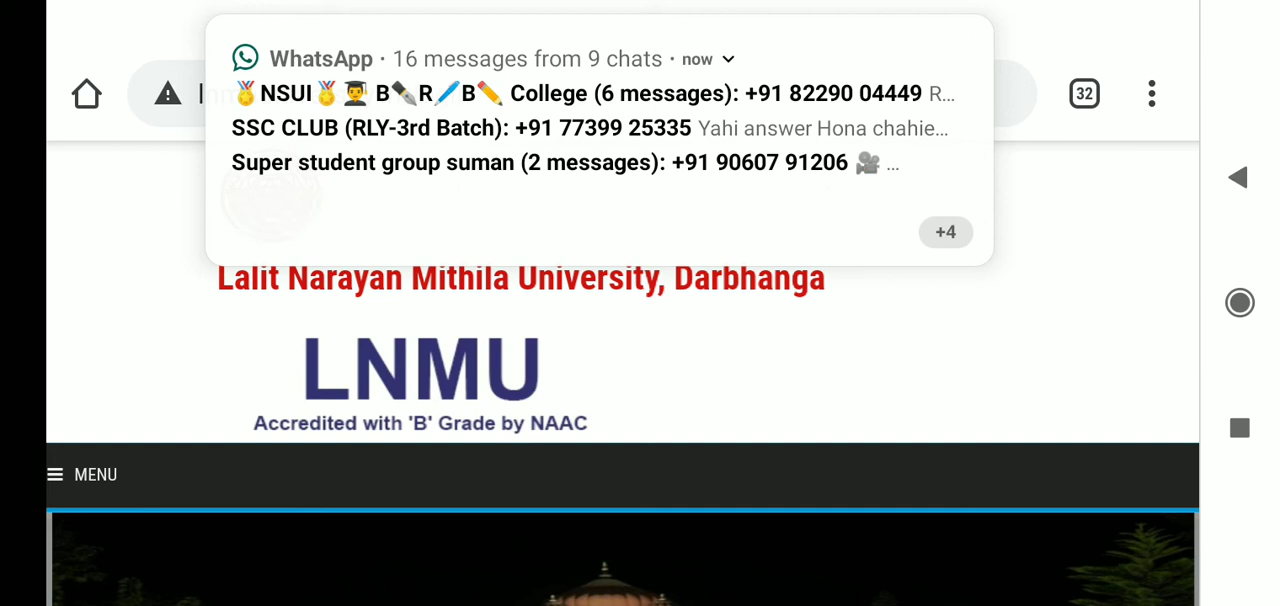 WhatsApp · 16 messages from 9 chats · now
🥇NSUI🥇👨‍🎓 B✒️R🖊️B✏️ College (6 messages): +91 82290 04449 R...
SSC CLUB (RLY-3rd Batch): +91 77399 25335 Yahi answer Hona chahie...
Super student group suman (2 messages): +91 90607 91206 🎥 ...
+4
32
Lalit Narayan Mithila University, Darbhanga
LNMU
Accredited with 'B' Grade by NAAC
MENU